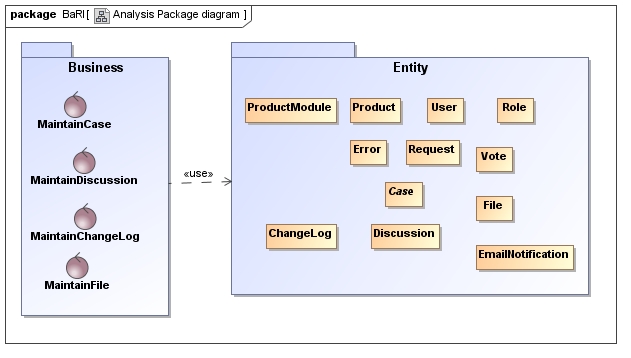 package BaRI[ Analysis Package diagram ]
Business
MaintainCase
MaintainDiscussion
MaintainChangeLog
MaintainFile
«use»
Entity
ProductModule
Product
User
Role
Error
Request
Vote
Case
File
ChangeLog
Discussion
EmailNotification